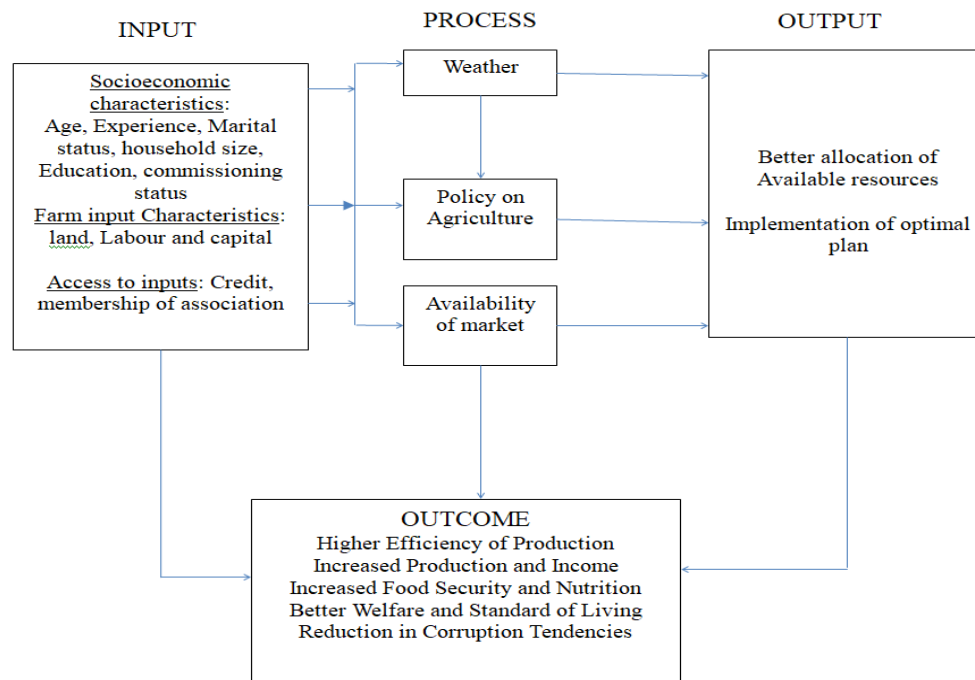 INPUT
Socioeconomic
characteristics:
Age, Experience, Marital
status, household size,
Education, commissioning
status
Farm input Characteristics:
land, Labour and capital
Access to inputs: Credit,
membership of association
PROCESS
Weather
Policy on
Agriculture
Availability
of market
OUTPUT
Better allocation of
Available resources
Implementation of optimal
plan
OUTCOME
Higher Efficiency of Production
Increased Production and Income
Increased Food Security and Nutrition
Better Welfare and Standard of Living
Reduction in Corruption Tendencies